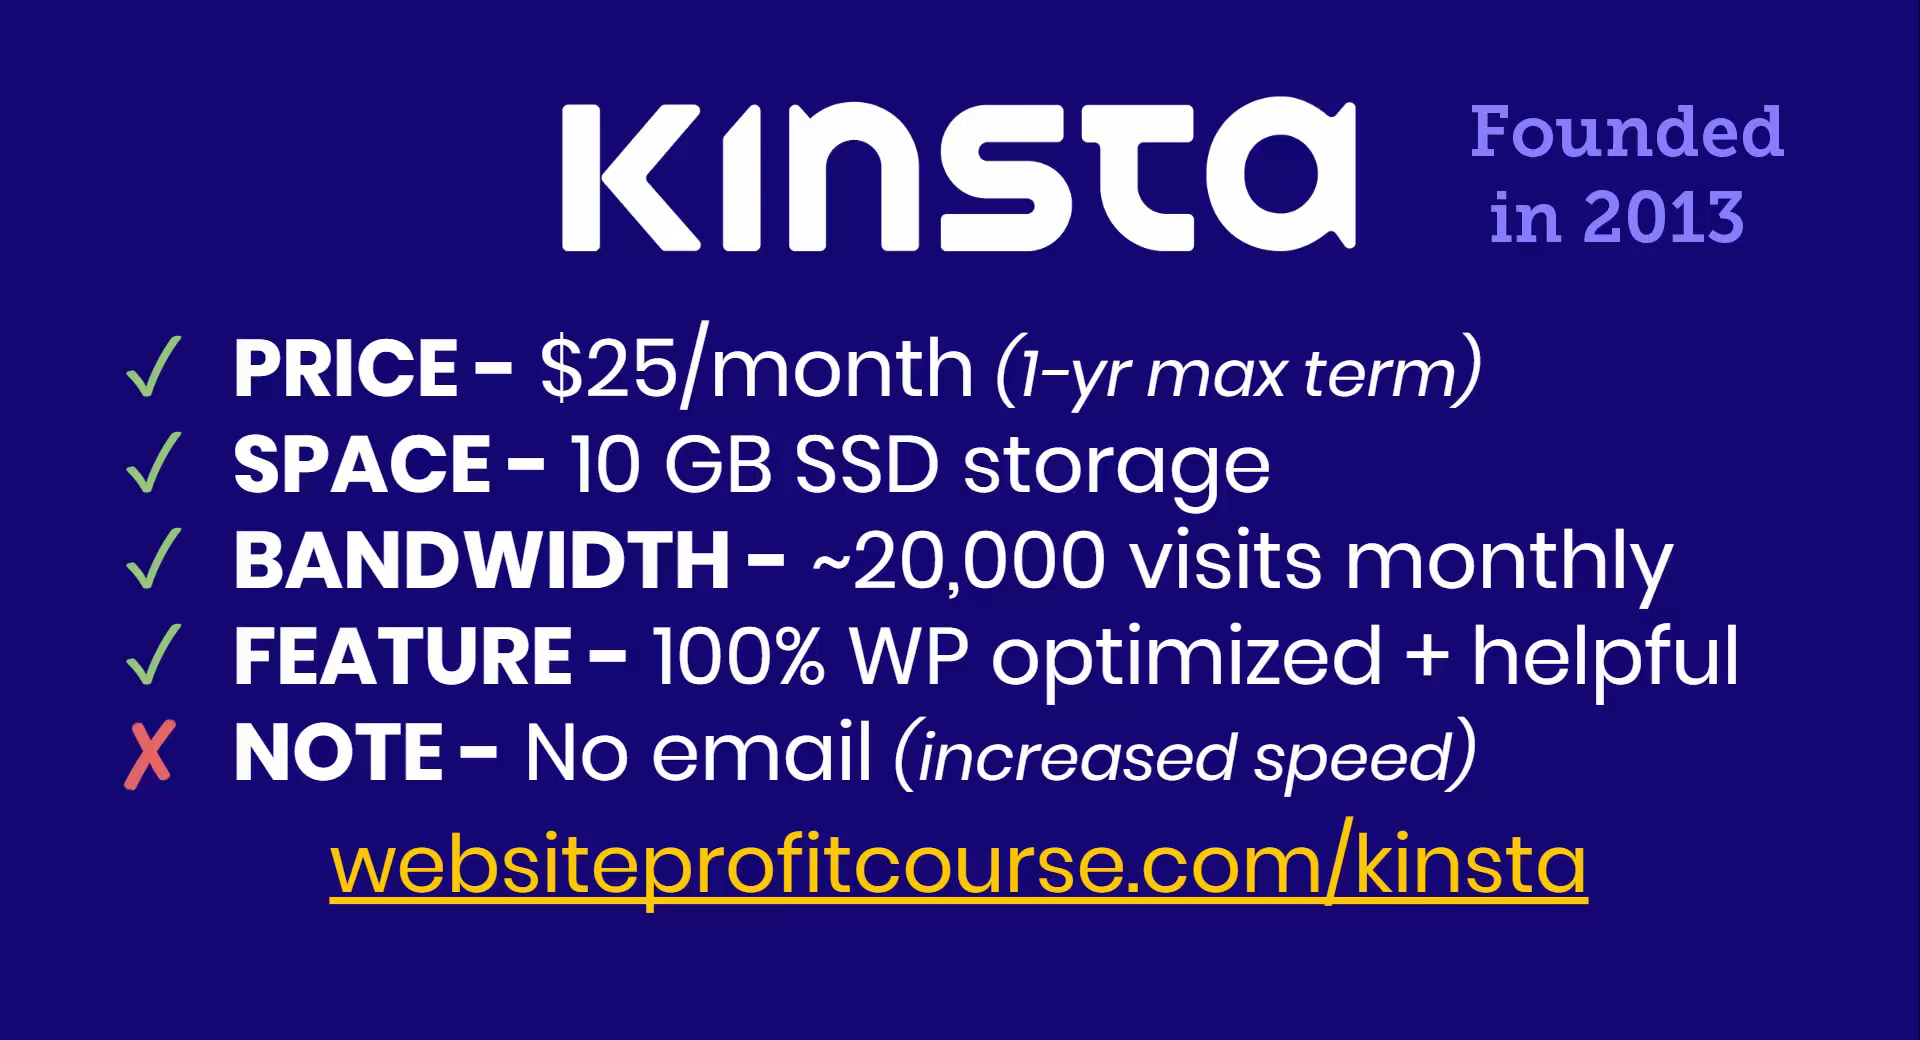 KINSTA
Founded
in 2013
✓ PRICE - $25/month (1-yr max term)
✓ SPACE - 10 GB SSD storage
✓ BANDWIDTH - ~20,000 visits monthly
✓ FEATURE - 100% WP optimized + helpful
✗ NOTE - No email (increased speed)
websiteprofitcourse.com/kinsta